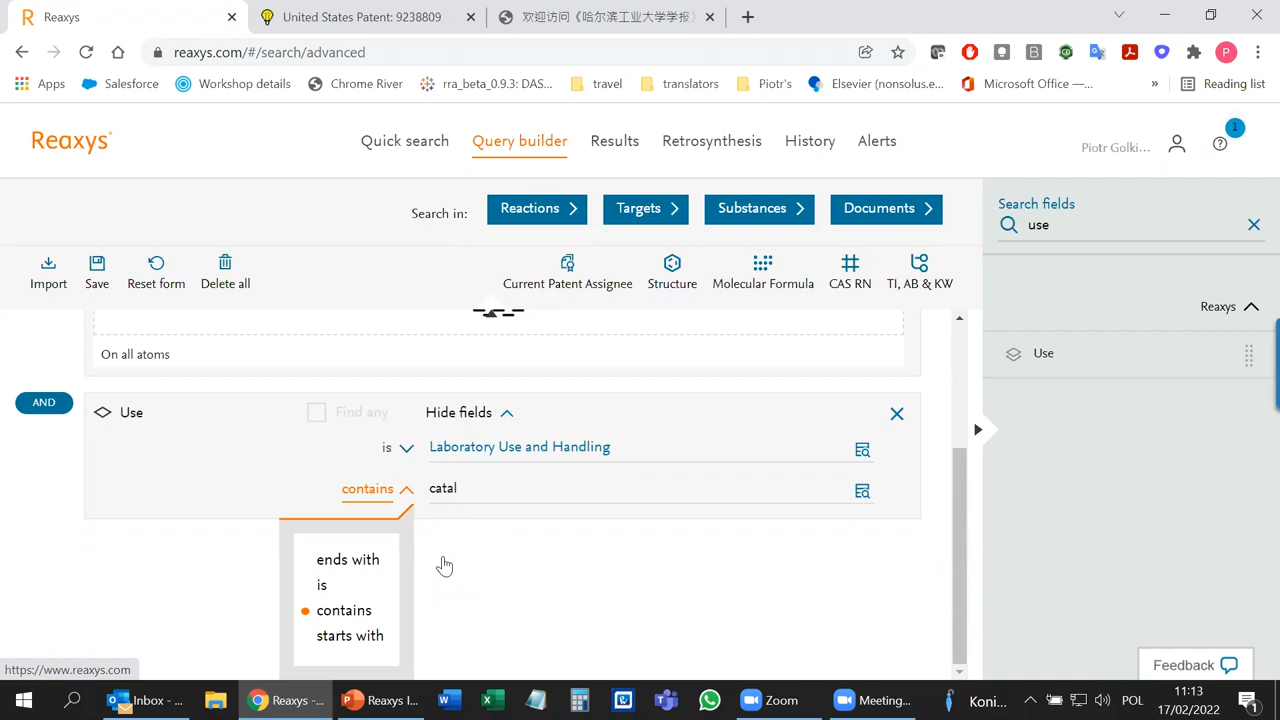 Reaxys
United States Patent: 9238809
欢迎访问《哈尔滨工业大学学报》
reaxys.com/#/search/advanced
P
Apps
Salesforce
Workshop details
Chrome River
rra_beta_0.9.3: DAS...
travel
translators
Piotr's
Elsevier (nonsolus.e...
Microsoft Office —...
»
Reading list
Reaxys
Quick search
Query builder
Results
Retrosynthesis
History
Alerts
Piotr Golki...
1
Search in:
Reactions
Targets
Substances
Documents
Search fields
use
Import
Save
Reset form
Delete all
Current Patent Assignee
Structure
Molecular Formula
CAS RN
TI, AB & KW
Reaxys
Use
On all atoms
AND
Use
Find any
Hide fields
is
Laboratory Use and Handling
contains
catal
ends with
is
contains
starts with
https://www.reaxys.com
Feedback
Inbox - ...
Reaxys -...
Reaxys I...
Zoom
Meeting...
Koni...
POL
11:13
17/02/2022
1